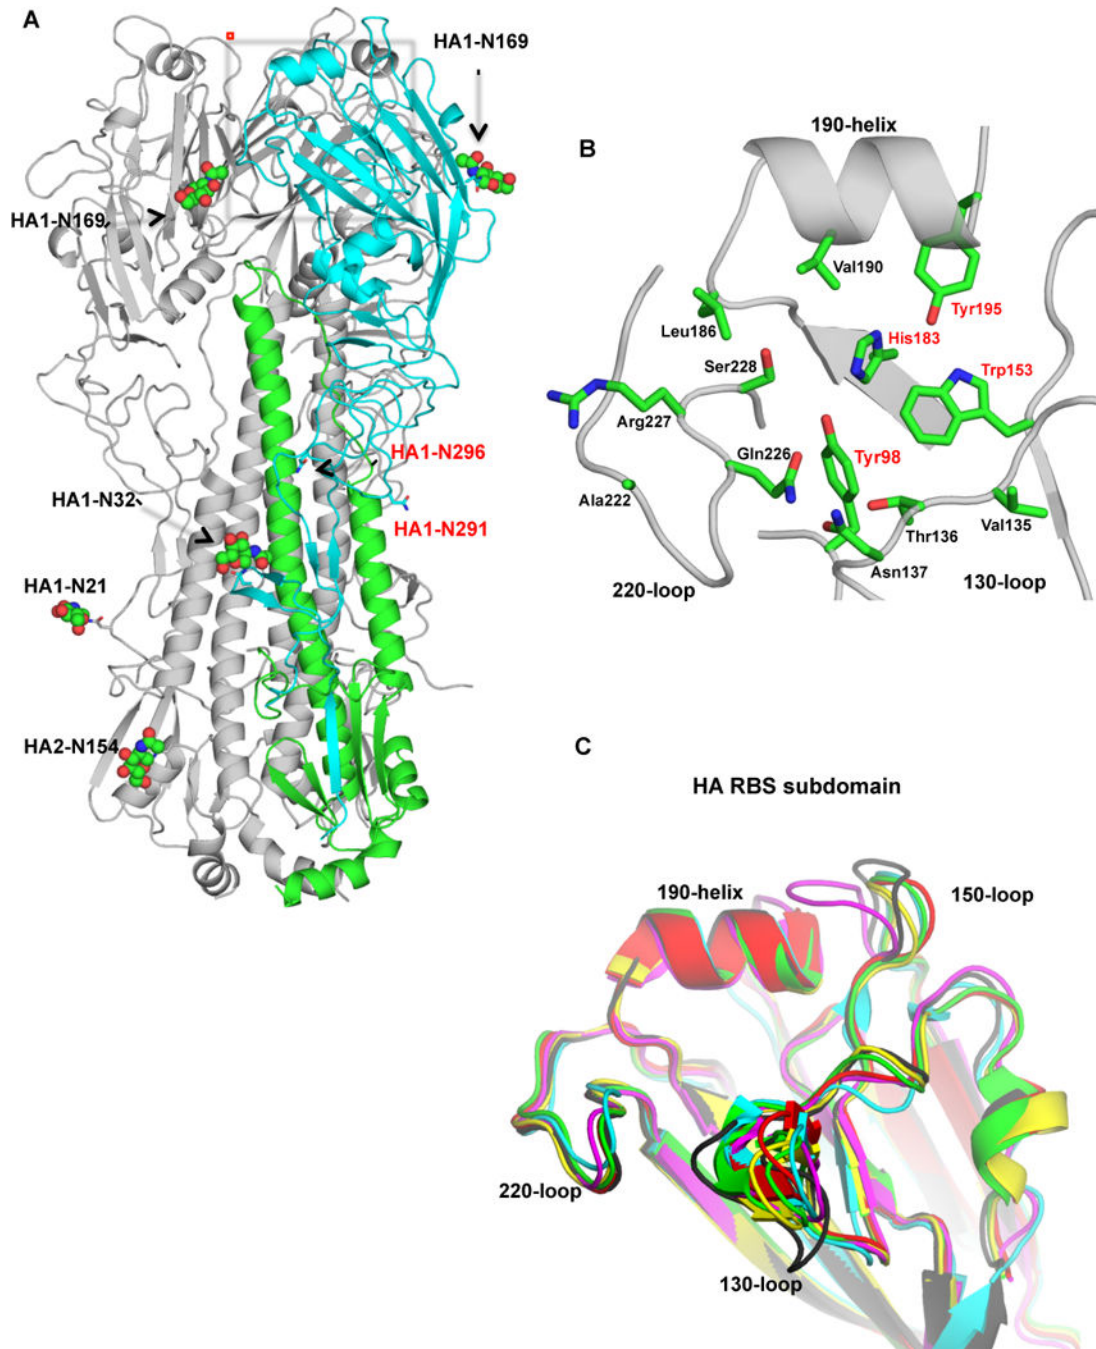 A
HA1-N169
HA1-N169
HA1-N296
HA1-N32
HA1-N291
HA1-N21
HA2-N154
B
190-helix
Val190
Tyr195
Leu186
His183
Ser228
Trp153
Arg227
Gln226
Tyr98
Ala222
Thr136
Val135
Asn137
220-loop
130-loop
C
HA RBS subdomain
190-helix
150-loop
220-loop
130-loop